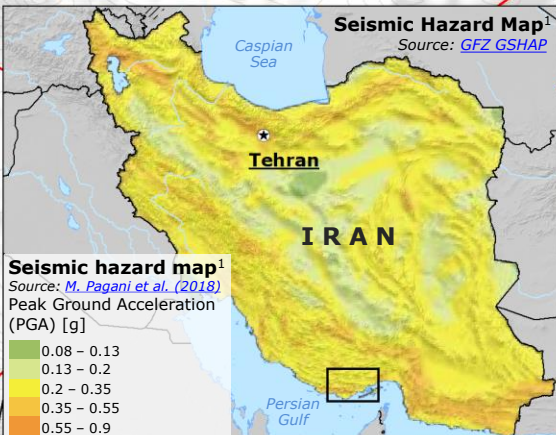 Seismic Hazard Map¹
Source: GFZ GSHAP
Caspian
Sea
Tehran
I R A N
Seismic hazard map¹
Source: M. Pagani et al. (2018)
Peak Ground Acceleration
(PGA) [g]
0.08 – 0.13
0.13 – 0.2
0.2 – 0.35
0.35 – 0.55
0.55 – 0.9
Persian
Gulf